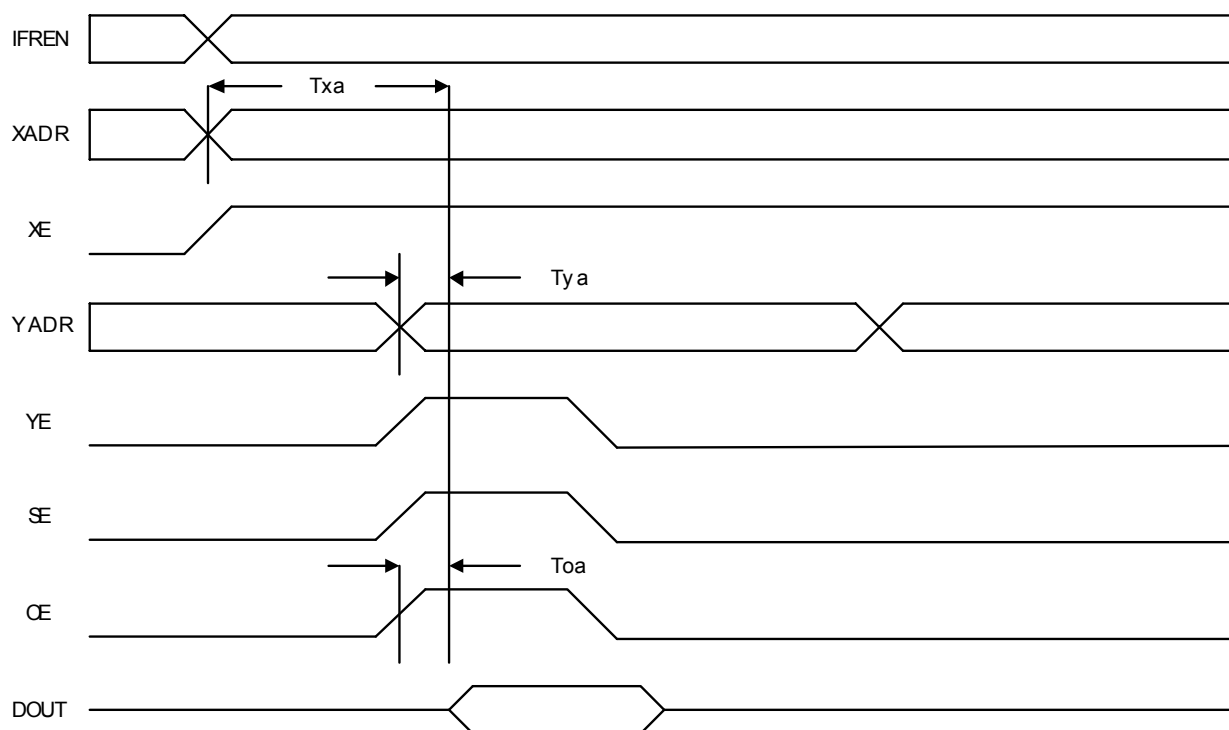 IFREN
Txa
XADR
XE
Tya
YADR
YE
SE
Toa
OE
DOUT